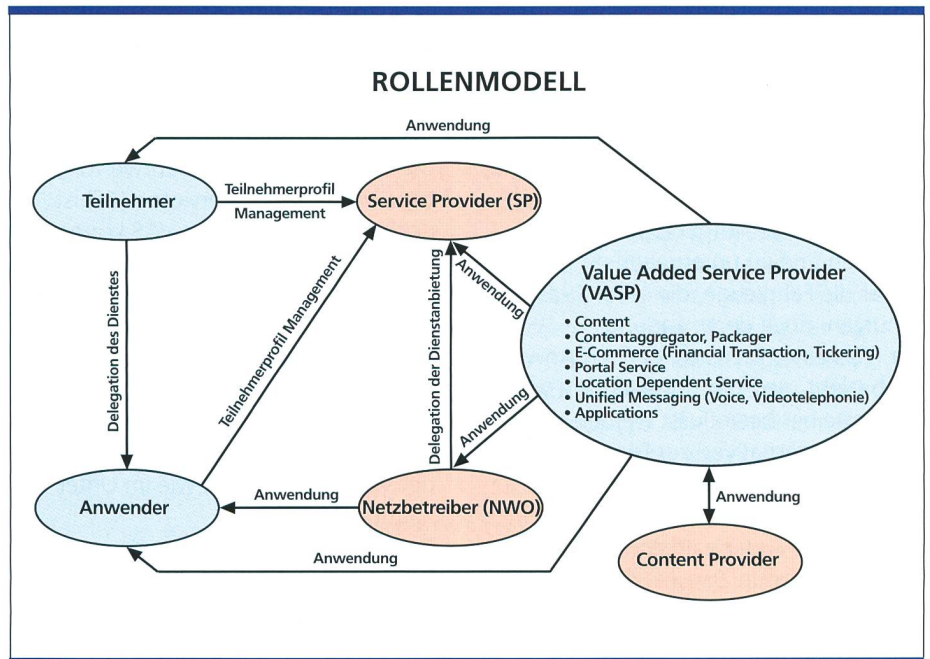 ROLLENMODELL
Anwendung
Teilnehmer
Teilnehmerprofil
Management
Service Provider (SP)
Delegation des Dienstes
Teilnehmerprofil Management
Delegation der Dienstanbietung
Anwendung
Value Added Service Provider
(VASP)
• Content
• Contentaggregator, Packager
• E-Commerce (Financial Transaction, Tickering)
• Portal Service
• Location Dependent Service
• Unified Messaging (Voice, Videotelephonie)
• Applications
Anwendung
Anwender
Anwendung
Netzbetreiber (NWO)
Anwendung
Anwendung
Content Provider